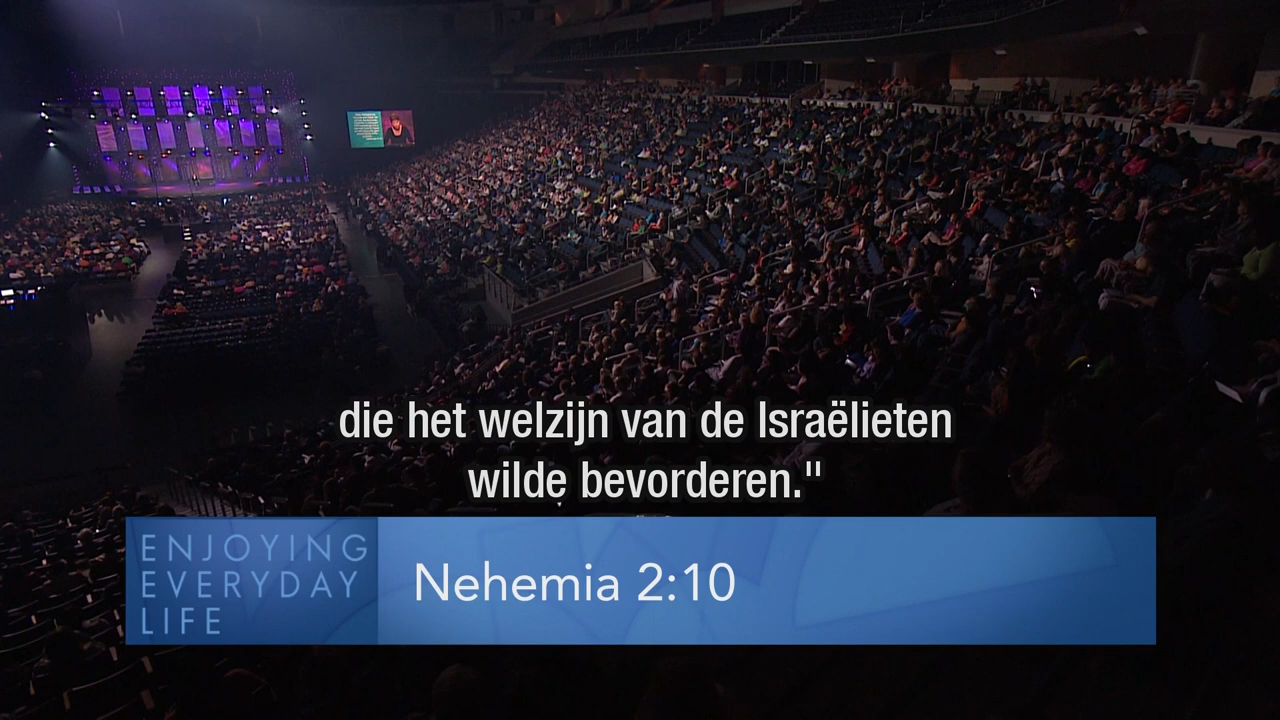 die het welzijn van de Israëlieten
wilde bevorderen."
ENJOYING
EVERYDAY
LIFE
Nehemia 2:10